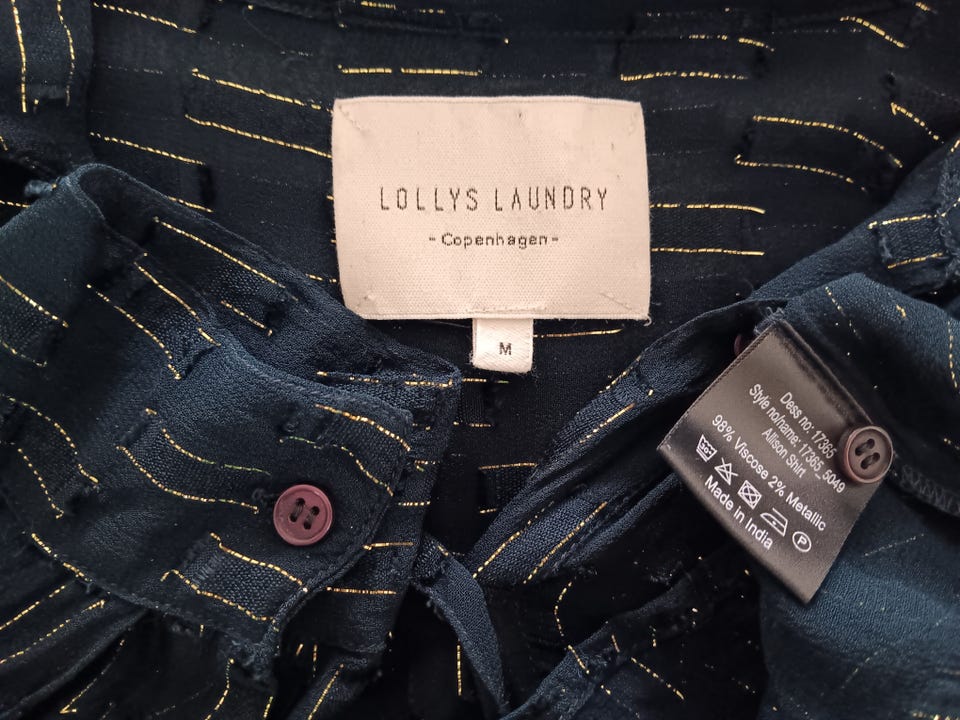 LOLLYS LAUNDRY
-Copenhagen-
M
Dess no: 17365
Style no/name: 17365_5049
Allison Shirt
98% Viscose 2% Metallic
30°
P
Made in India